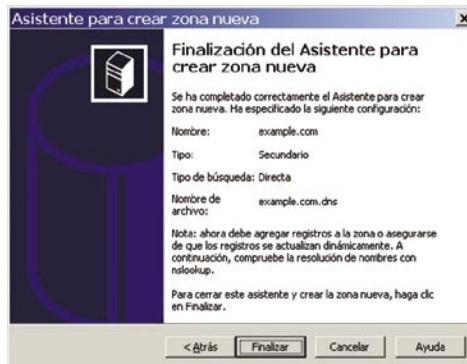 Asistente para crear zona nueva
Finalización del Asistente para
crear zona nueva
Se ha completado correctamente el Asistente para crear
zona nueva. Ha especificado la siguiente configuración:
Nombre: example.com
Tipo: Secundario
Tipo de búsqueda: Directa
Nombre de
archivo: example.com.dns
Nota: ahora debe agregar registros a la zona o asegurarse
de que los registros se actualizan dinámicamente. A
continuación, compruebe la resolución de nombres con
nslookup.
Para cerrar este asistente y crear la zona nueva, haga clic
en Finalizar.
< Atrás Finalizar Cancelar Ayuda